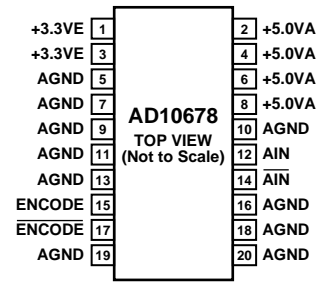 +3.3VE 1 2 +5.0VA
+3.3VE 3 4 +5.0VA
AGND 5 6 +5.0VA
AGND 7 8 +5.0VA
AD10678
AGND 9 10 AGND
TOP VIEW
(Not to Scale)
AGND 11 12 AIN
AGND 13 14 A̅I̅N̅
ENCODE 15 16 AGND
E̅N̅C̅O̅D̅E̅ 17 18 AGND
AGND 19 20 AGND